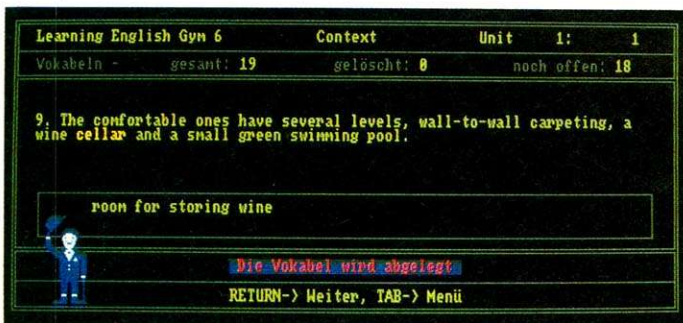 Learning English Gym 6 Context Unit 1: 1
Vokabeln - gesamt: 19 gelöscht: 0 noch offen: 18
9. The comfortable ones have several levels, wall-to-wall carpeting, a
wine cellar and a small green swimming pool.
room for storing wine
Die Vokabel wird abgelegt
RETURN-> Weiter, TAB-> Menü